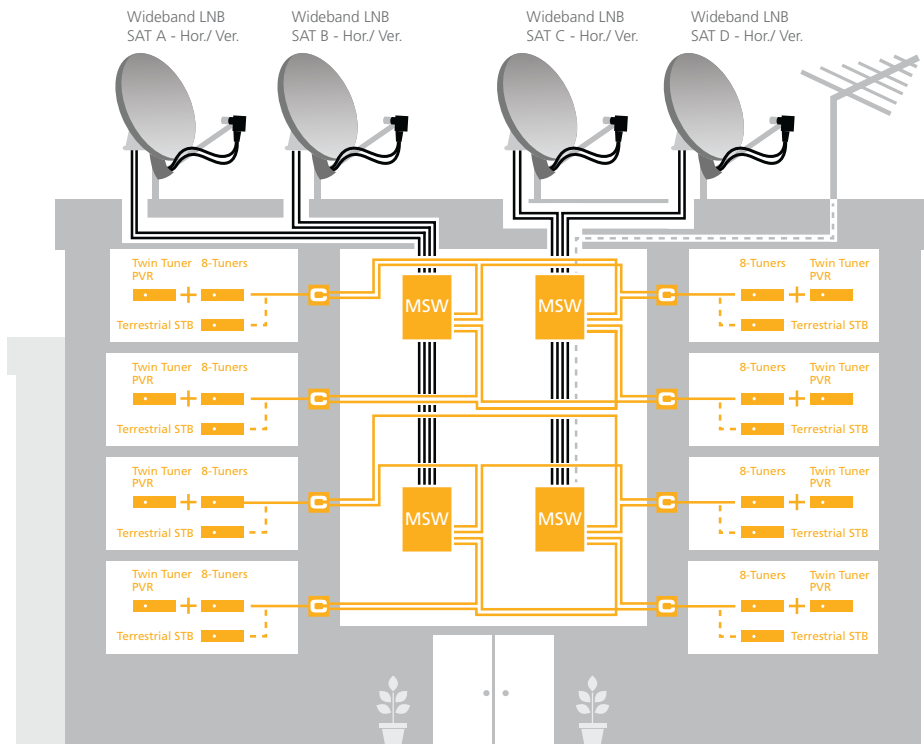 Wideband LNB
SAT A - Hor./ Ver.
Wideband LNB
SAT B - Hor./ Ver.
Wideband LNB
SAT C - Hor./ Ver.
Wideband LNB
SAT D - Hor./ Ver.
Twin Tuner
PVR
8-Tuners
Terrestrial STB
C
MSW
MSW
C
8-Tuners
Twin Tuner
PVR
Terrestrial STB
Twin Tuner
PVR
8-Tuners
Terrestrial STB
C
C
8-Tuners
Twin Tuner
PVR
Terrestrial STB
Twin Tuner
PVR
8-Tuners
Terrestrial STB
C
MSW
MSW
C
8-Tuners
Twin Tuner
PVR
Terrestrial STB
Twin Tuner
PVR
8-Tuners
Terrestrial STB
C
C
8-Tuners
Twin Tuner
PVR
Terrestrial STB